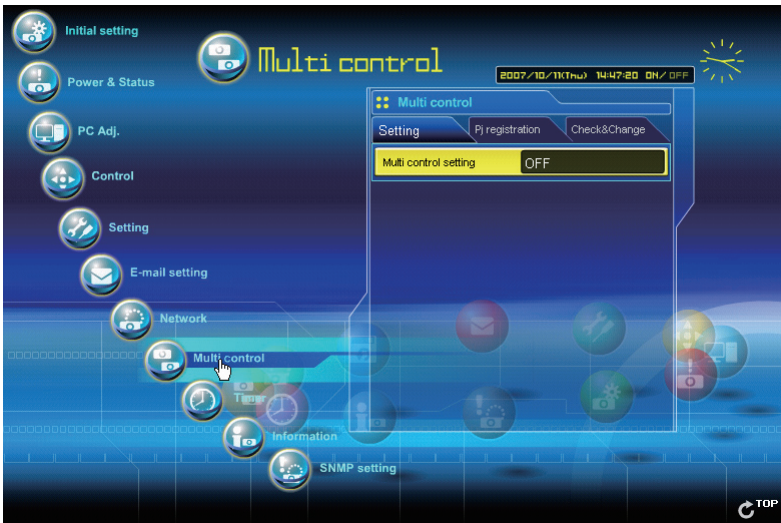 Initial setting
Multi control
Power & Status
2007/10/11(Thu) 14:47:20 ON/OFF
Multi control
PC Adj.
Setting
Pj registration
Check&Change
Multi control setting
OFF
Control
Setting
E-mail setting
Network
Multi control
Information
SNMP setting
TOP